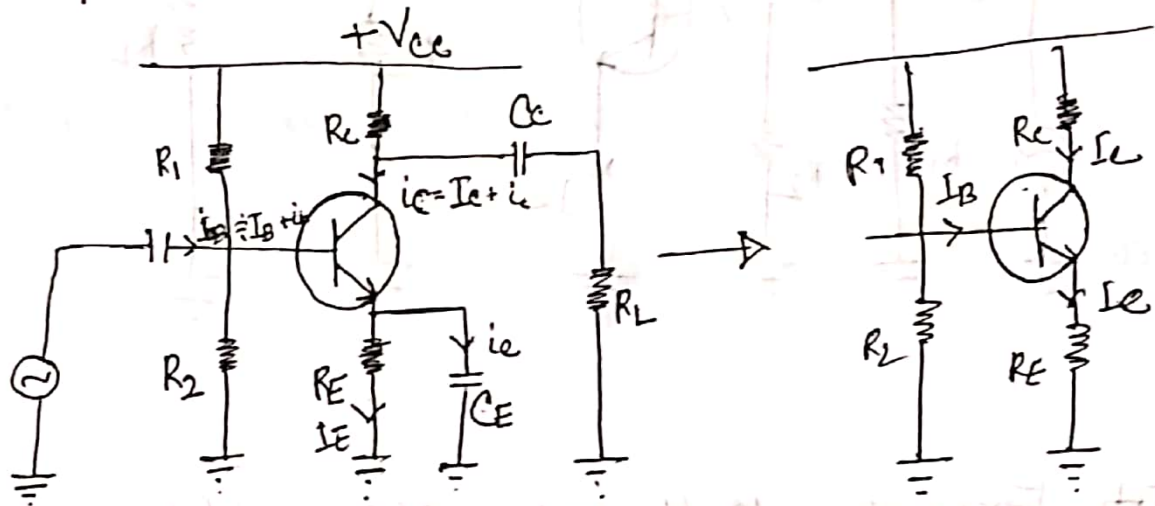 +Vcc
Rc
Cc
R1
iC = Ic + ic
iB = IB + ib
RL
R2
RE
IE
ie
CE
R1
Rc
Ic
IB
Ie
R2
RE